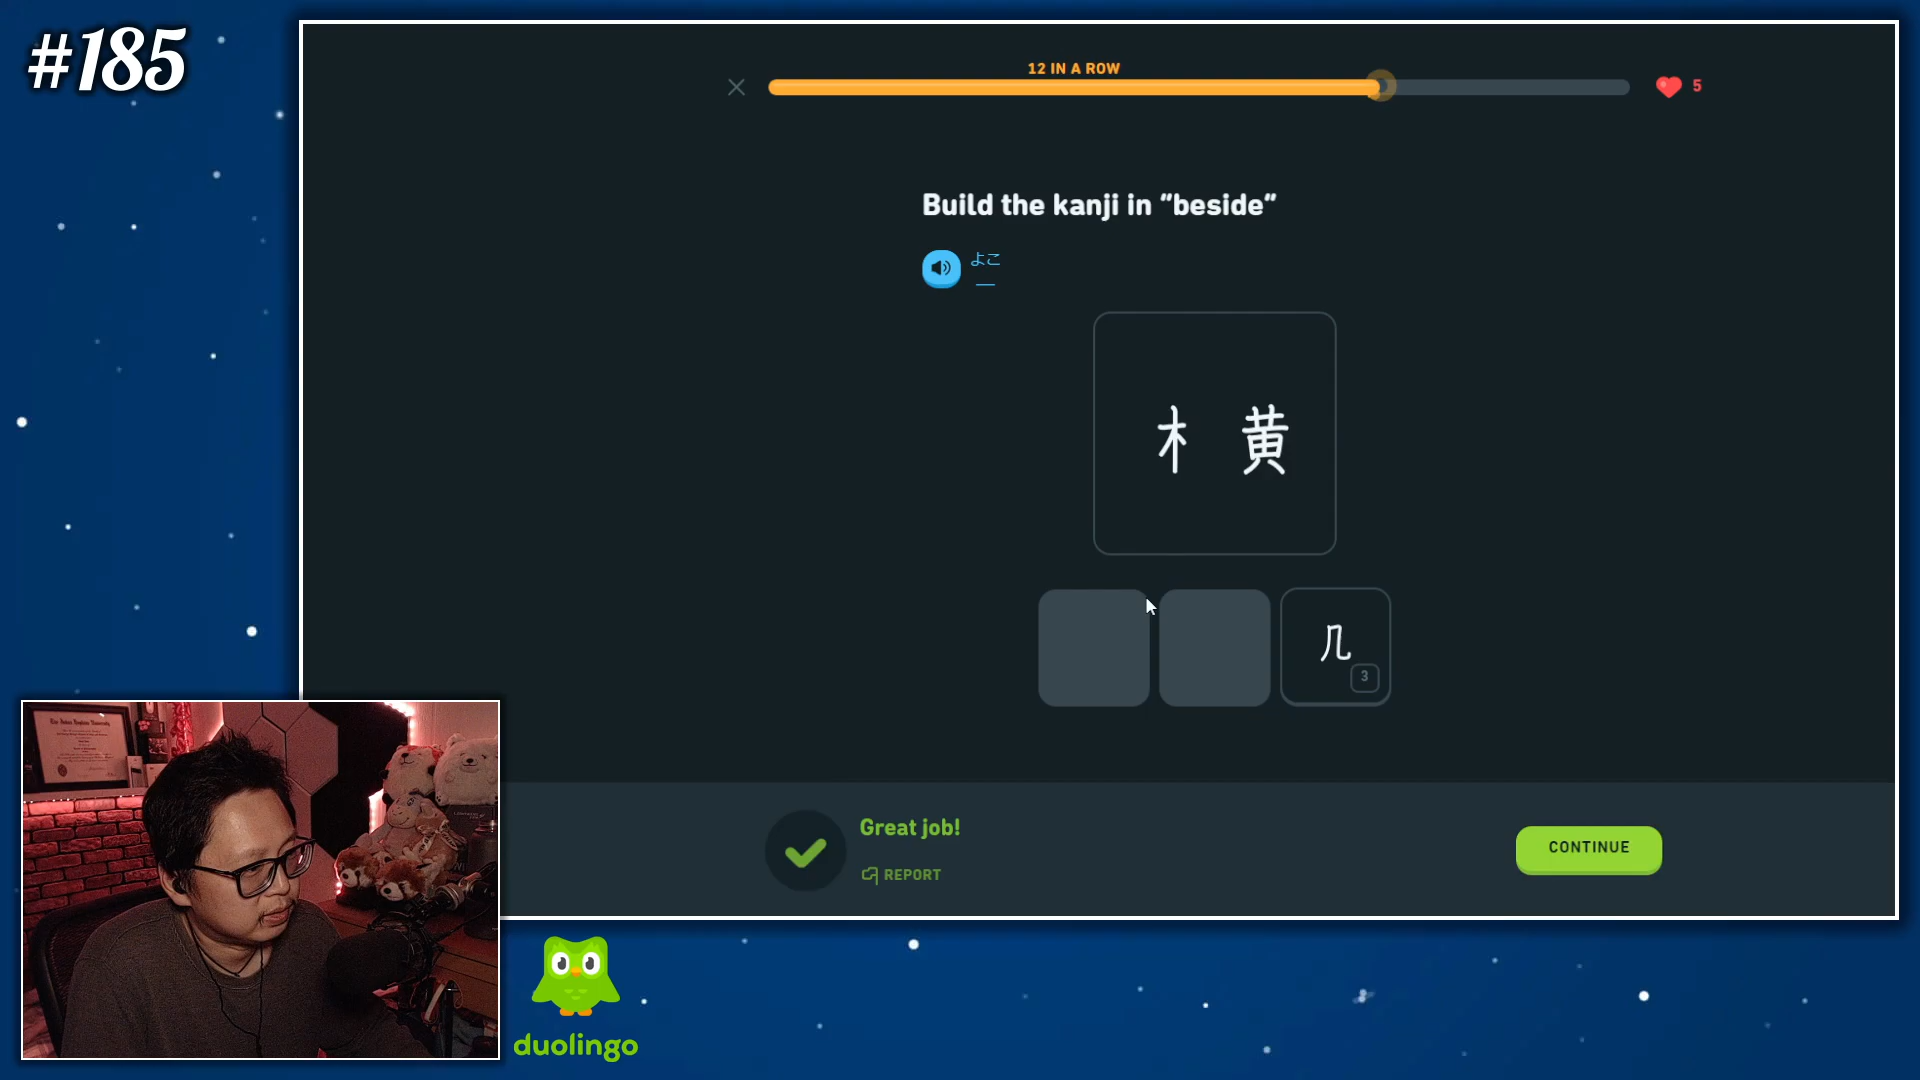 #185
12 IN A ROW
5
Build the kanji in “beside”
よこ
木 黄
几
3
Great job!
REPORT
CONTINUE
duolingo